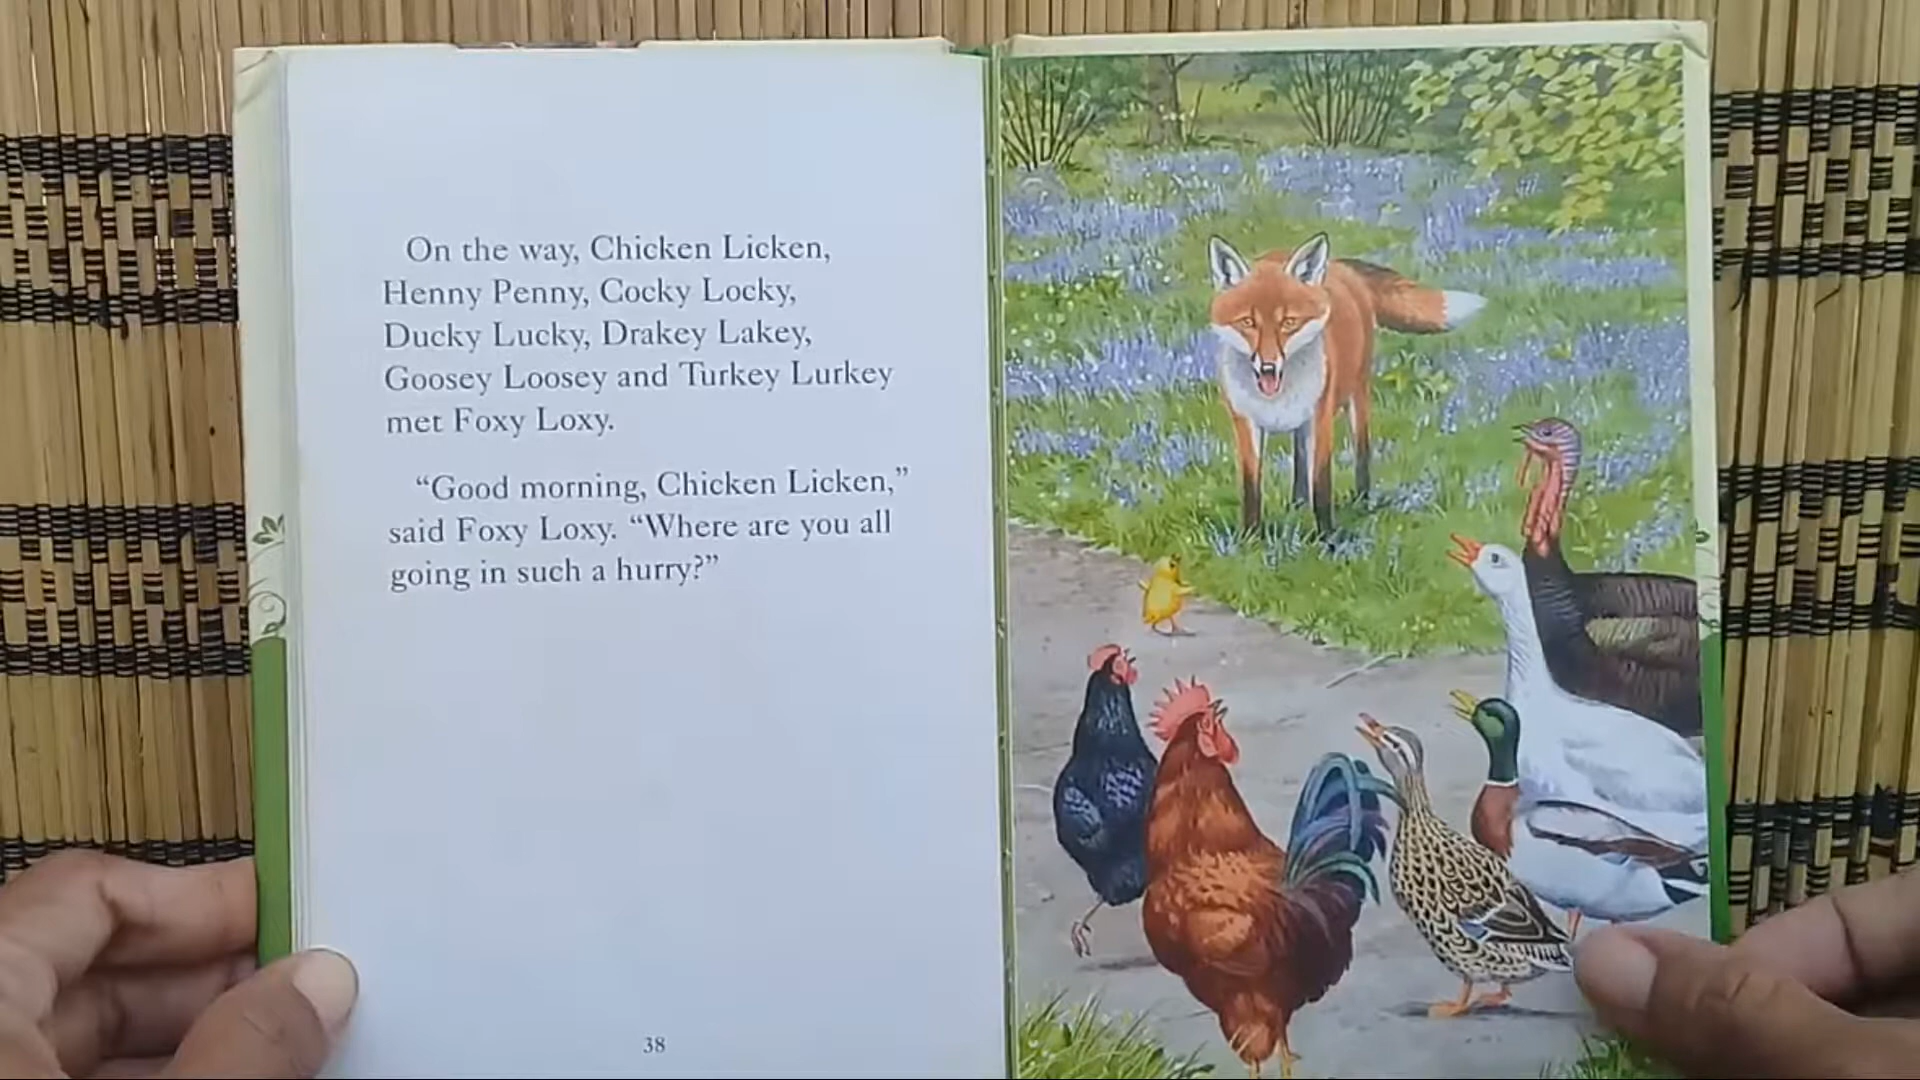 On the way, Chicken Licken,
Henny Penny, Cocky Locky,
Ducky Lucky, Drakey Lakey,
Goosey Loosey and Turkey Lurkey
met Foxy Loxy.
“Good morning, Chicken Licken,”
said Foxy Loxy. “Where are you all
going in such a hurry?”
38